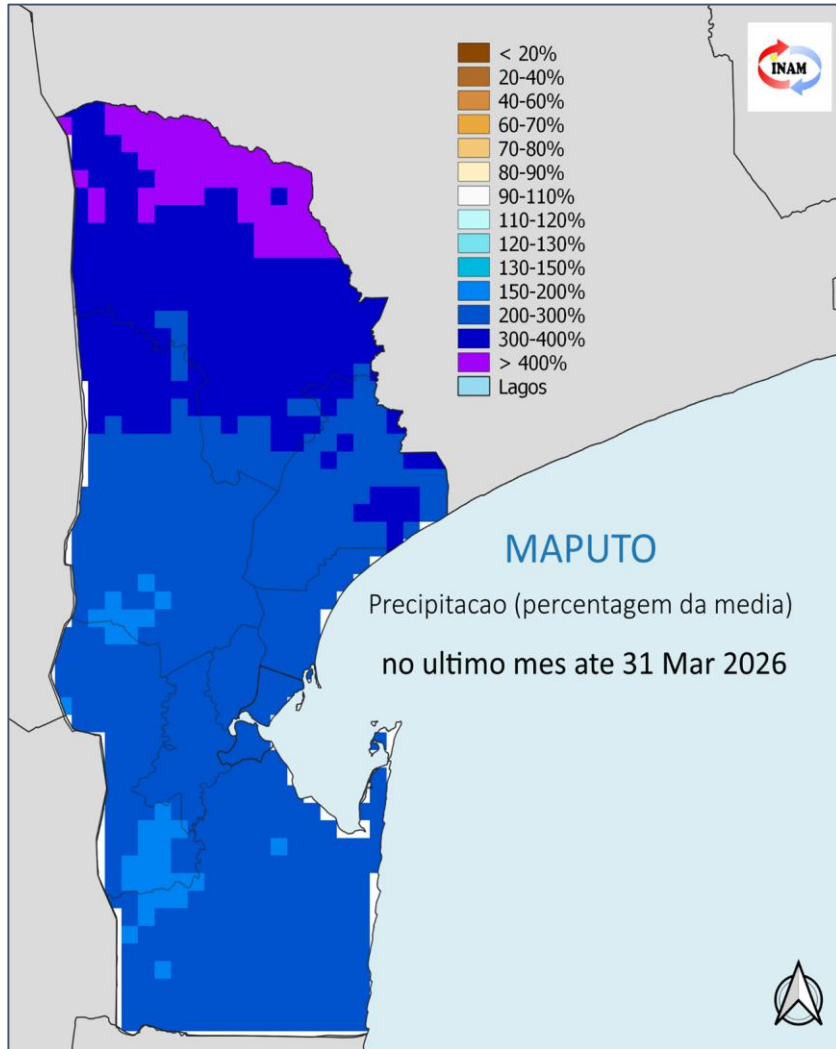 < 20%
20-40%
40-60%
60-70%
70-80%
80-90%
90-110%
110-120%
120-130%
130-150%
150-200%
200-300%
300-400%
> 400%
Lagos
INAM
MAPUTO
Precipitacao (percentagem da media)
no ultimo mes ate 31 Mar 2026